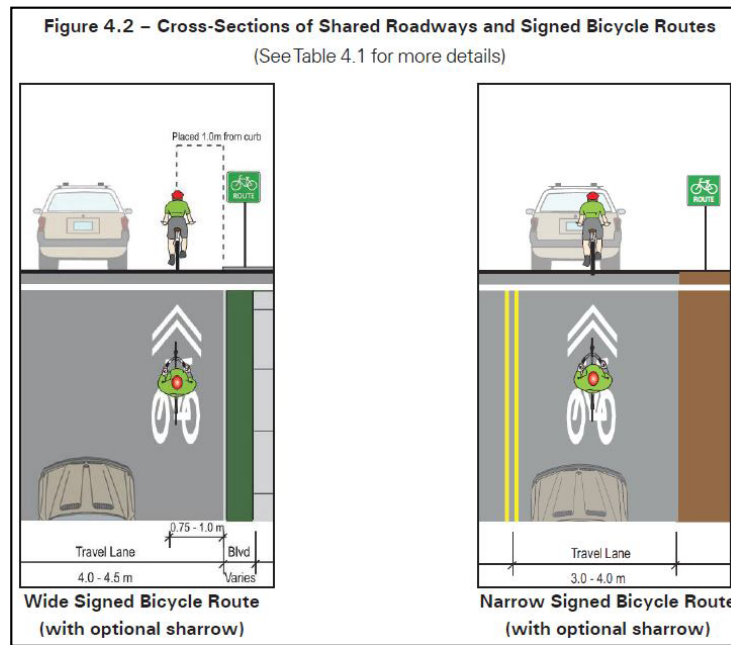 Figure 4.2 – Cross-Sections of Shared Roadways and Signed Bicycle Routes
(See Table 4.1 for more details)
Placed 1.0m from curb
ROUTE
0.75 - 1.0 m
Travel Lane
Blvd
4.0 - 4.5 m
Varies
Wide Signed Bicycle Route
(with optional sharrow)
ROUTE
Travel Lane
3.0 - 4.0 m
Narrow Signed Bicycle Route
(with optional sharrow)